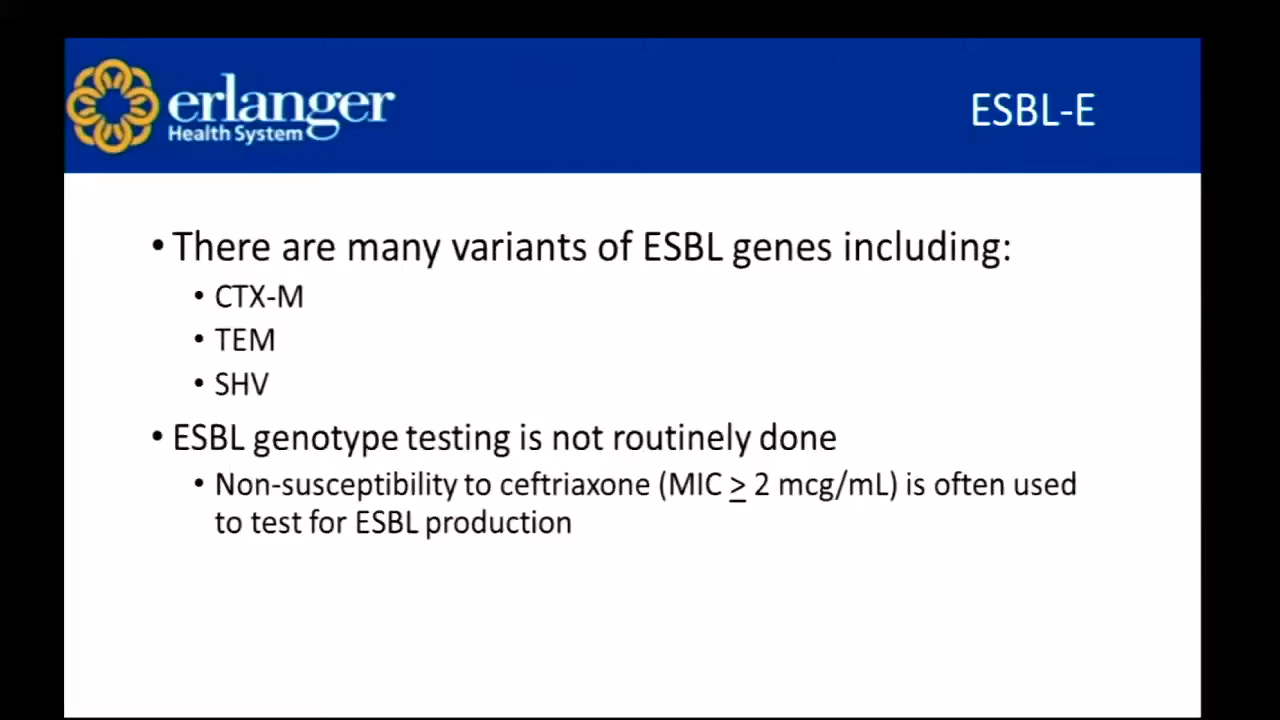 erlanger
Health System
ESBL-E
• There are many variants of ESBL genes including:
• CTX-M
• TEM
• SHV
• ESBL genotype testing is not routinely done
• Non-susceptibility to ceftriaxone (MIC ≥ 2 mcg/mL) is often used
to test for ESBL production